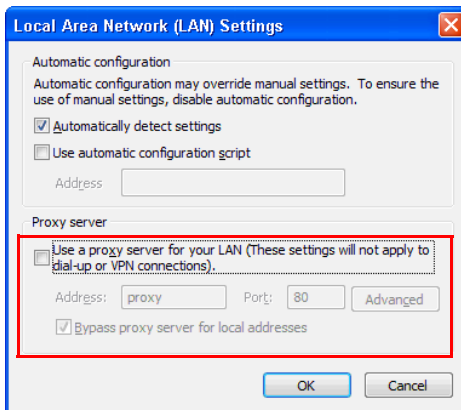 Local Area Network (LAN) Settings
Automatic configuration
Automatic configuration may override manual settings. To ensure the
use of manual settings, disable automatic configuration.
Automatically detect settings
Use automatic configuration script
Address
Proxy server
Use a proxy server for your LAN (These settings will not apply to
dial-up or VPN connections).
Address: proxy Port: 80 Advanced
Bypass proxy server for local addresses
OK Cancel